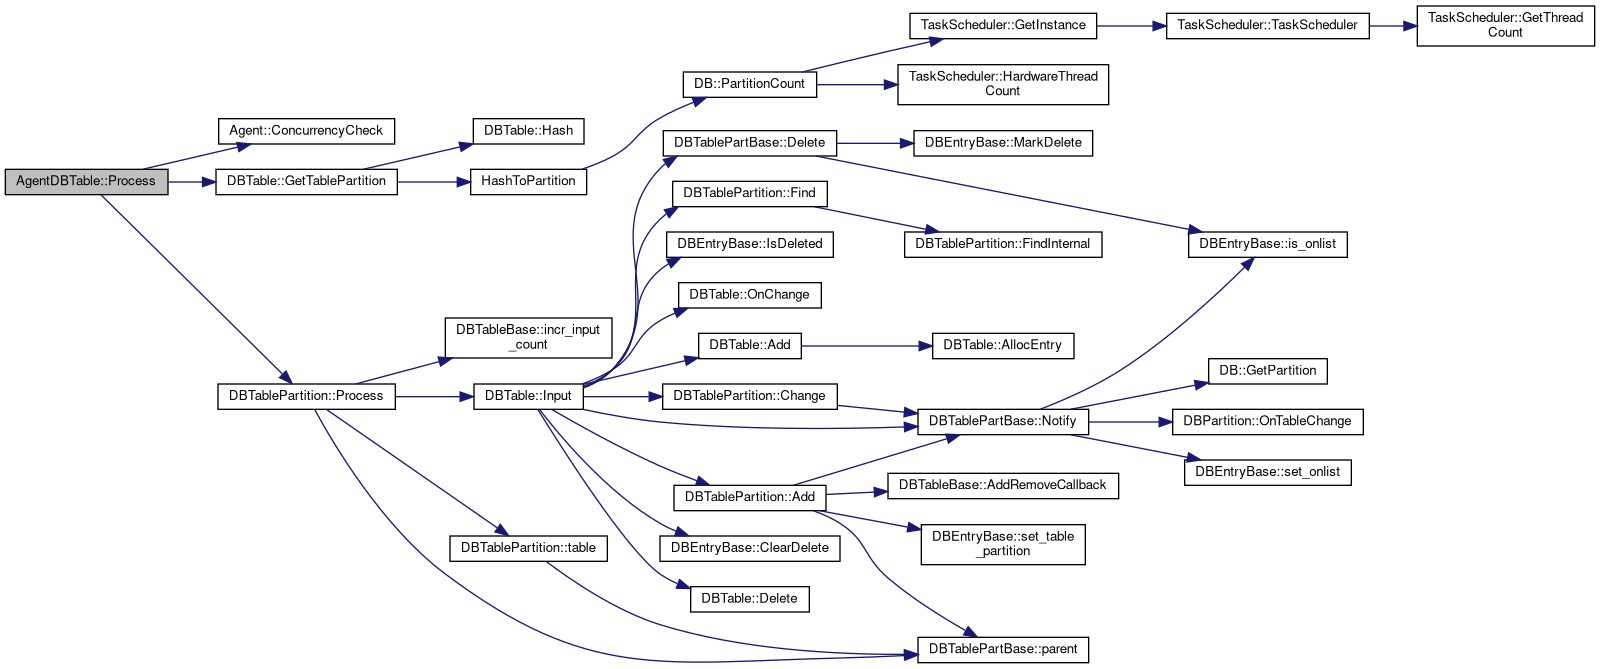 AgentDBTable::Process
Agent::ConcurrencyCheck
DBTable::GetTablePartition
DBTable::Hash
HashToPartition
DB::PartitionCount
TaskScheduler::GetInstance
TaskScheduler::TaskScheduler
TaskScheduler::GetThread
Count
TaskScheduler::HardwareThread
Count
DBTablePartition::Process
DBTableBase::incr_input
_count
DBTable::Input
DBTablePartBase::Delete
DBEntryBase::MarkDelete
DBTablePartition::Find
DBTablePartition::FindInternal
DBEntryBase::is_onlist
DBEntryBase::IsDeleted
DBTable::OnChange
DBTable::Add
DBTable::AllocEntry
DBTablePartition::Change
DBTablePartBase::Notify
DB::GetPartition
DBPartition::OnTableChange
DBEntryBase::set_onlist
DBTablePartition::Add
DBTableBase::AddRemoveCallback
DBEntryBase::set_table
_partition
DBEntryBase::ClearDelete
DBTable::Delete
DBTablePartition::table
DBTablePartBase::parent